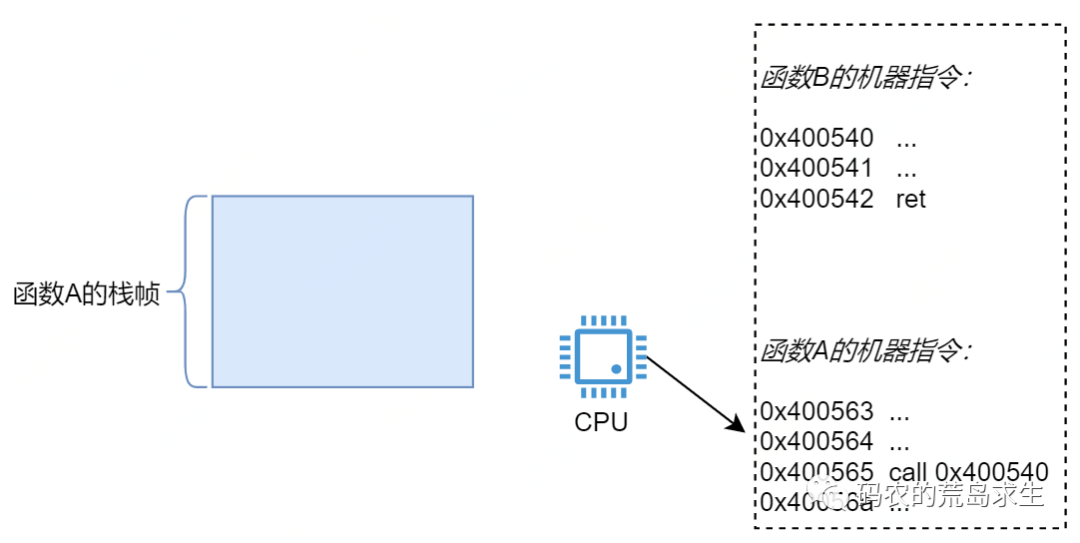 函数B的机器指令:
0x400540 ...
0x400541 ...
0x400542 ret
函数A的栈帧
CPU
函数A的机器指令:
0x400563 ...
0x400564 ...
0x400565 call 0x400540
0x40056a ...
码农的荒岛求生